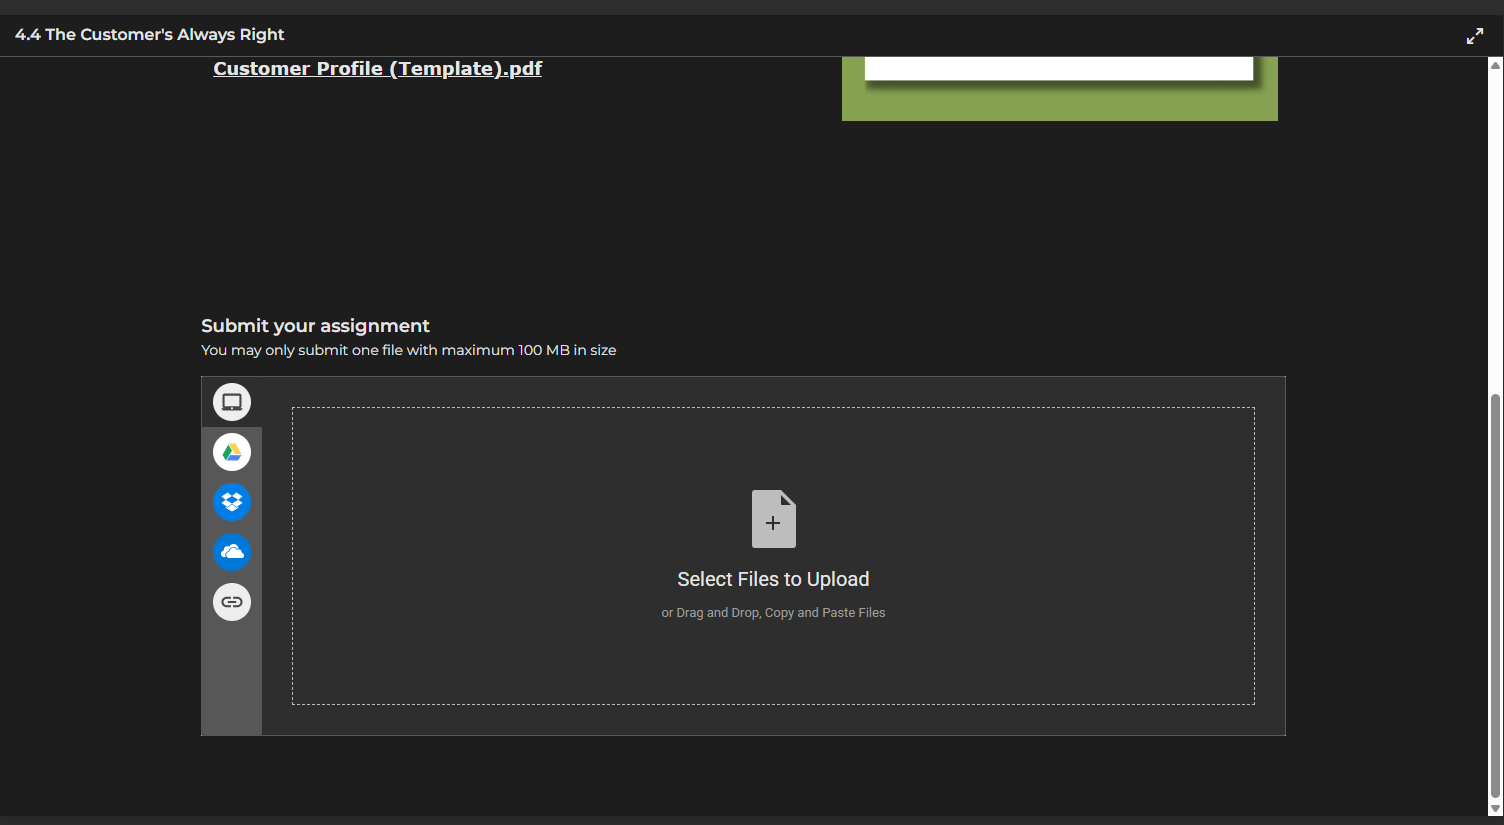 4.4 The Customer's Always Right
Customer Profile (Template).pdf
Submit your assignment
You may only submit one file with maximum 100 MB in size
Select Files to Upload
or Drag and Drop, Copy and Paste Files